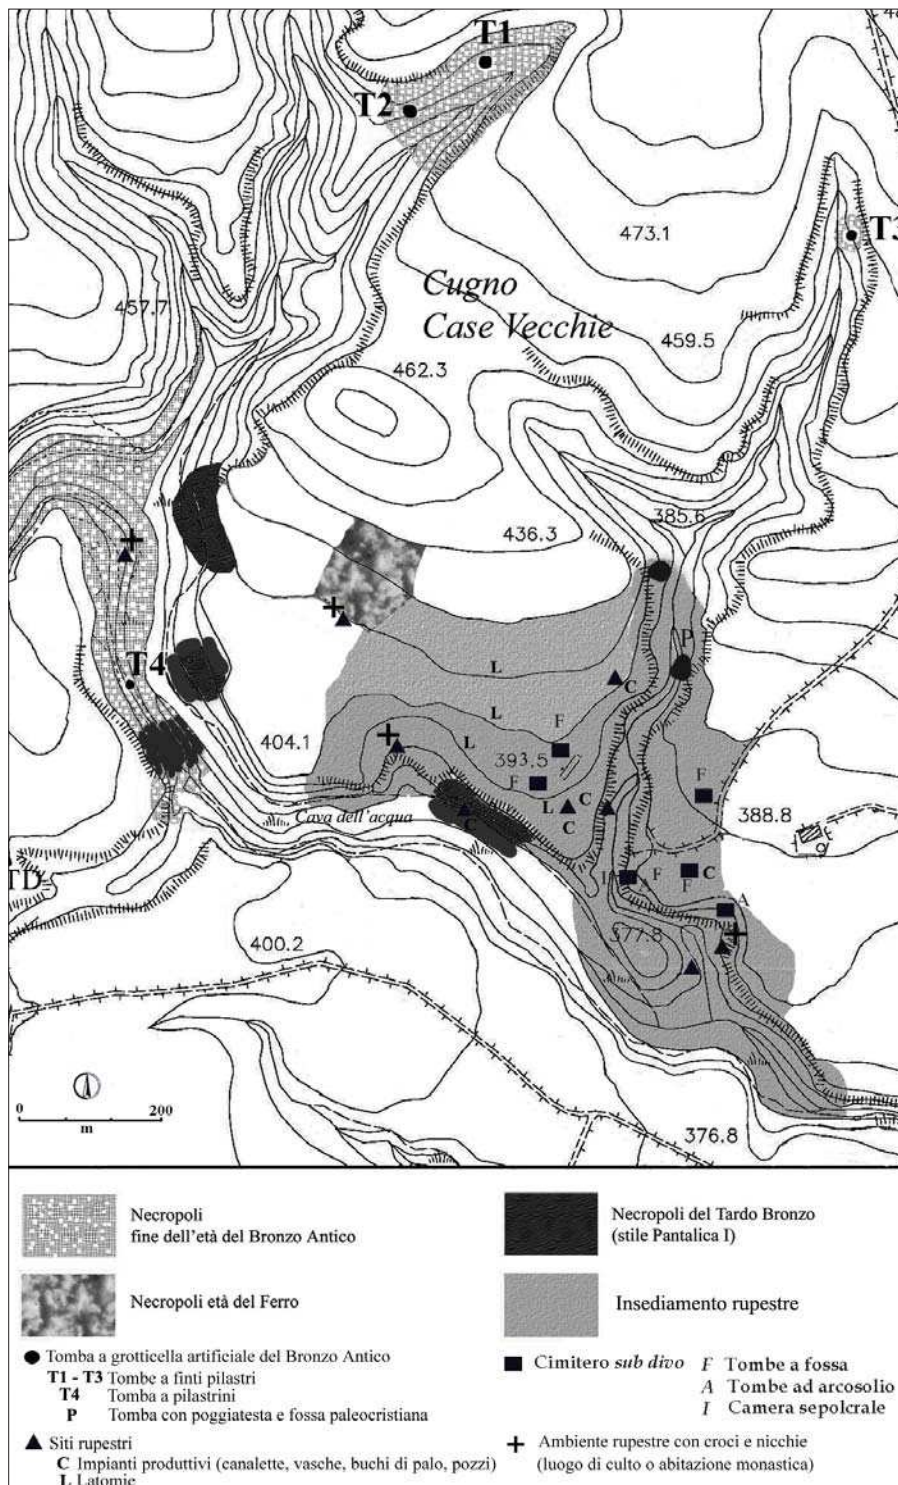 T1
T2
T3
473.1
Cugno
Case Vecchie
457.7
459.5
462.3
436.3
385.6
P
T4
L
C
L
F
404.1
L
393.5
F
F
L
C
388.8
Cava dell'acqua
C
C
I
A
F
F
C
A
TD
400.2
377.8
0
200
m
376.8
Necropoli
fine dell'età del Bronzo Antico
Necropoli del Tardo Bronzo
(stile Pantalica I)
Necropoli età del Ferro
Insediamento rupestre
Tomba a grotticella artificiale del Bronzo Antico
T1 - T3 Tombe a finti pilastri
T4 Tomba a pilastrini
P Tomba con poggiatesta e fossa paleocristiana
Cimitero sub divo
F Tombe a fossa
A Tombe ad arcosolio
I Camera sepolcrale
Siti rupestri
C Impianti produttivi (canalette, vasche, buchi di palo, pozzi)
L Latomie
Ambiente rupestre con croci e nicchie
(luogo di culto o abitazione monastica)